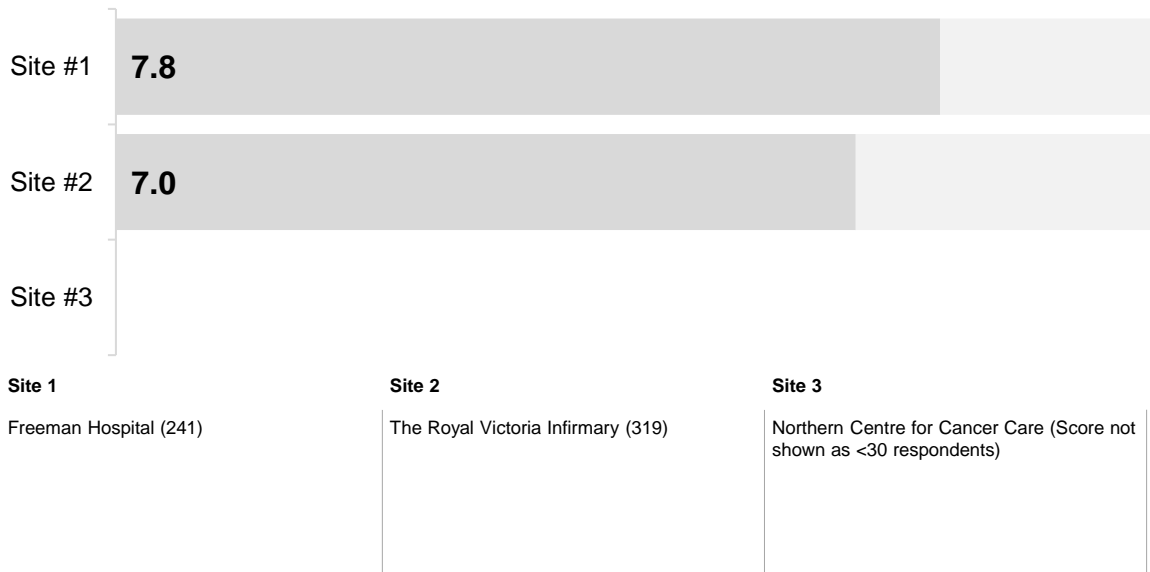 Site #1
7.8
Site #2
7.0
Site #3
Site 1
Freeman Hospital (241)
Site 2
The Royal Victoria Infirmary (319)
Site 3
Northern Centre for Cancer Care (Score not
shown as <30 respondents)